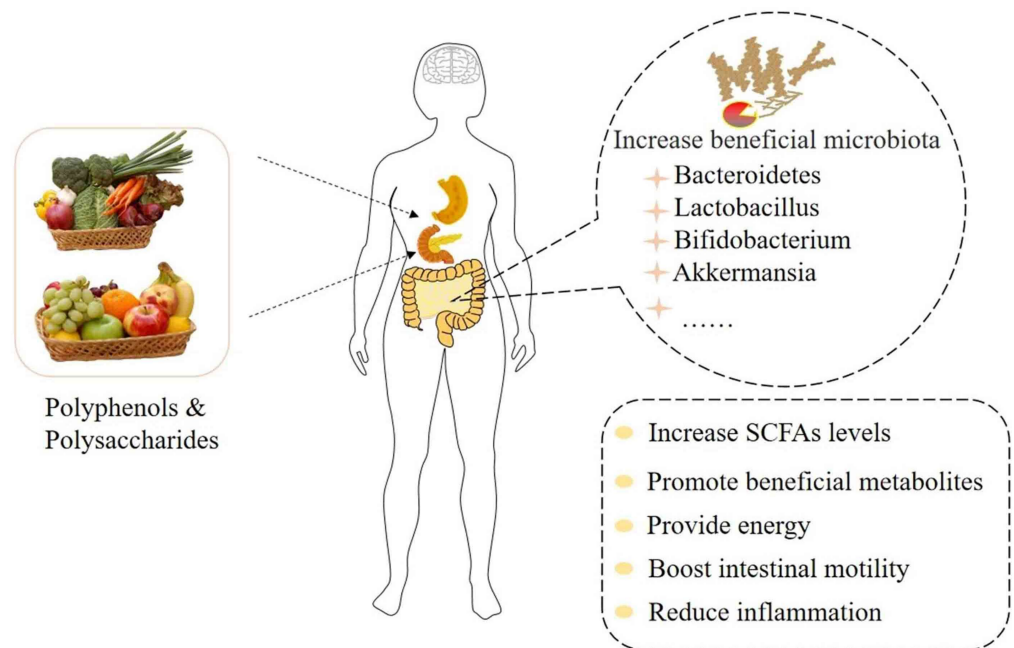 Increase beneficial microbiota
Bacteroidetes
Lactobacillus
Bifidobacterium
Akkermansia
......
Polyphenols &
Polysaccharides
Increase SCFAs levels
Promote beneficial metabolites
Provide energy
Boost intestinal motility
Reduce inflammation